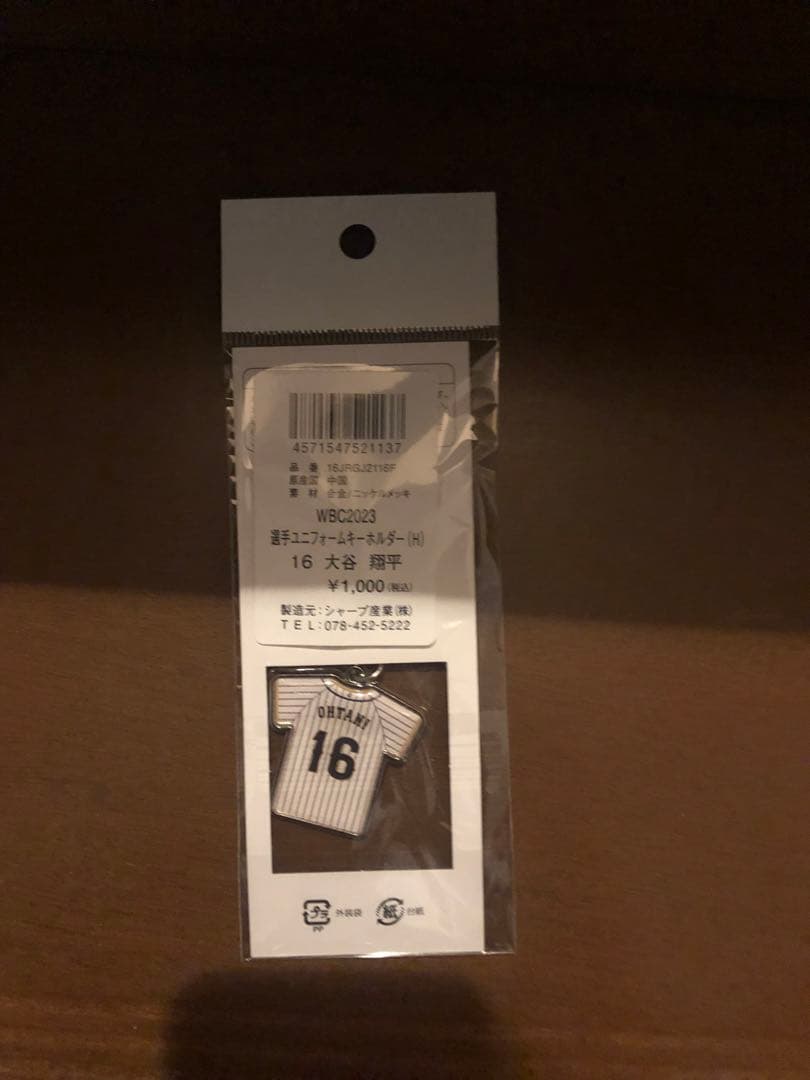 4571547521137
品 番 16JRGJ2116F
原産国 中国
素 材 合金/ニッケルメッキ
WBC2023
選手ユニフォームキーホルダー(H)
16 大谷 翔平
¥1,000(税込)
製造元:シャープ産業(株)
TEL:078-452-5222
OHTANI
16
プラ 外装袋
PP
紙 台紙